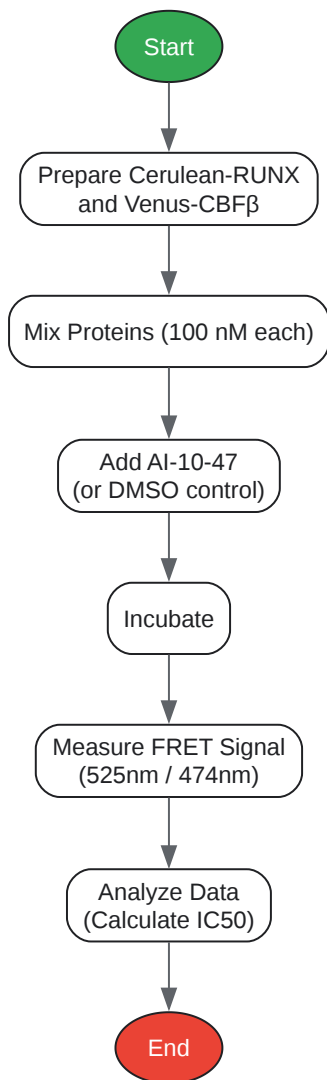 Start
Prepare Cerulean-RUNX
and Venus-CBFβ
Mix Proteins (100 nM each)
Add AI-10-47
(or DMSO control)
Incubate
Measure FRET Signal
(525nm / 474nm)
Analyze Data
(Calculate IC50)
End